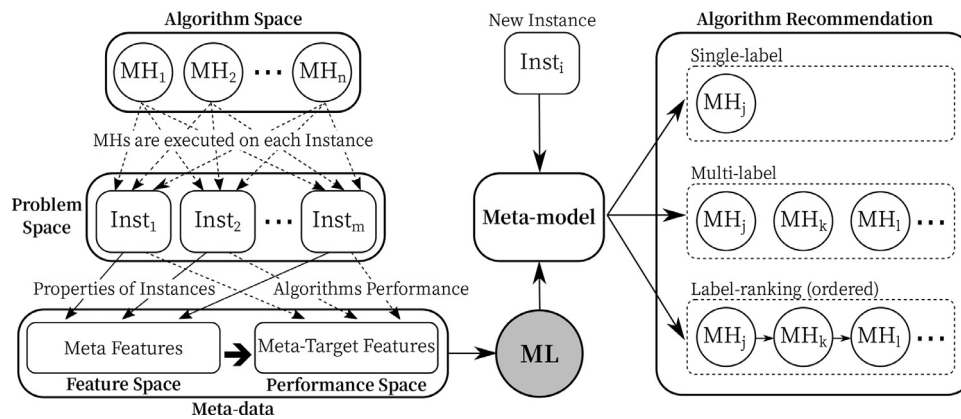 Algorithm Space
MH1 MH2 ··· MHn
MHs are executed on each Instance
Problem
Space
Inst1 Inst2 ··· Instm
Properties of Instances
Algorithms Performance
Meta Features
Meta-Target Features
Feature Space
Performance Space
Meta-data
New Instance
Insti
Meta-model
ML
Algorithm Recommendation
Single-label
MHj
Multi-label
MHj MHk MHl ···
Label-ranking (ordered)
MHj MHk MHl ···